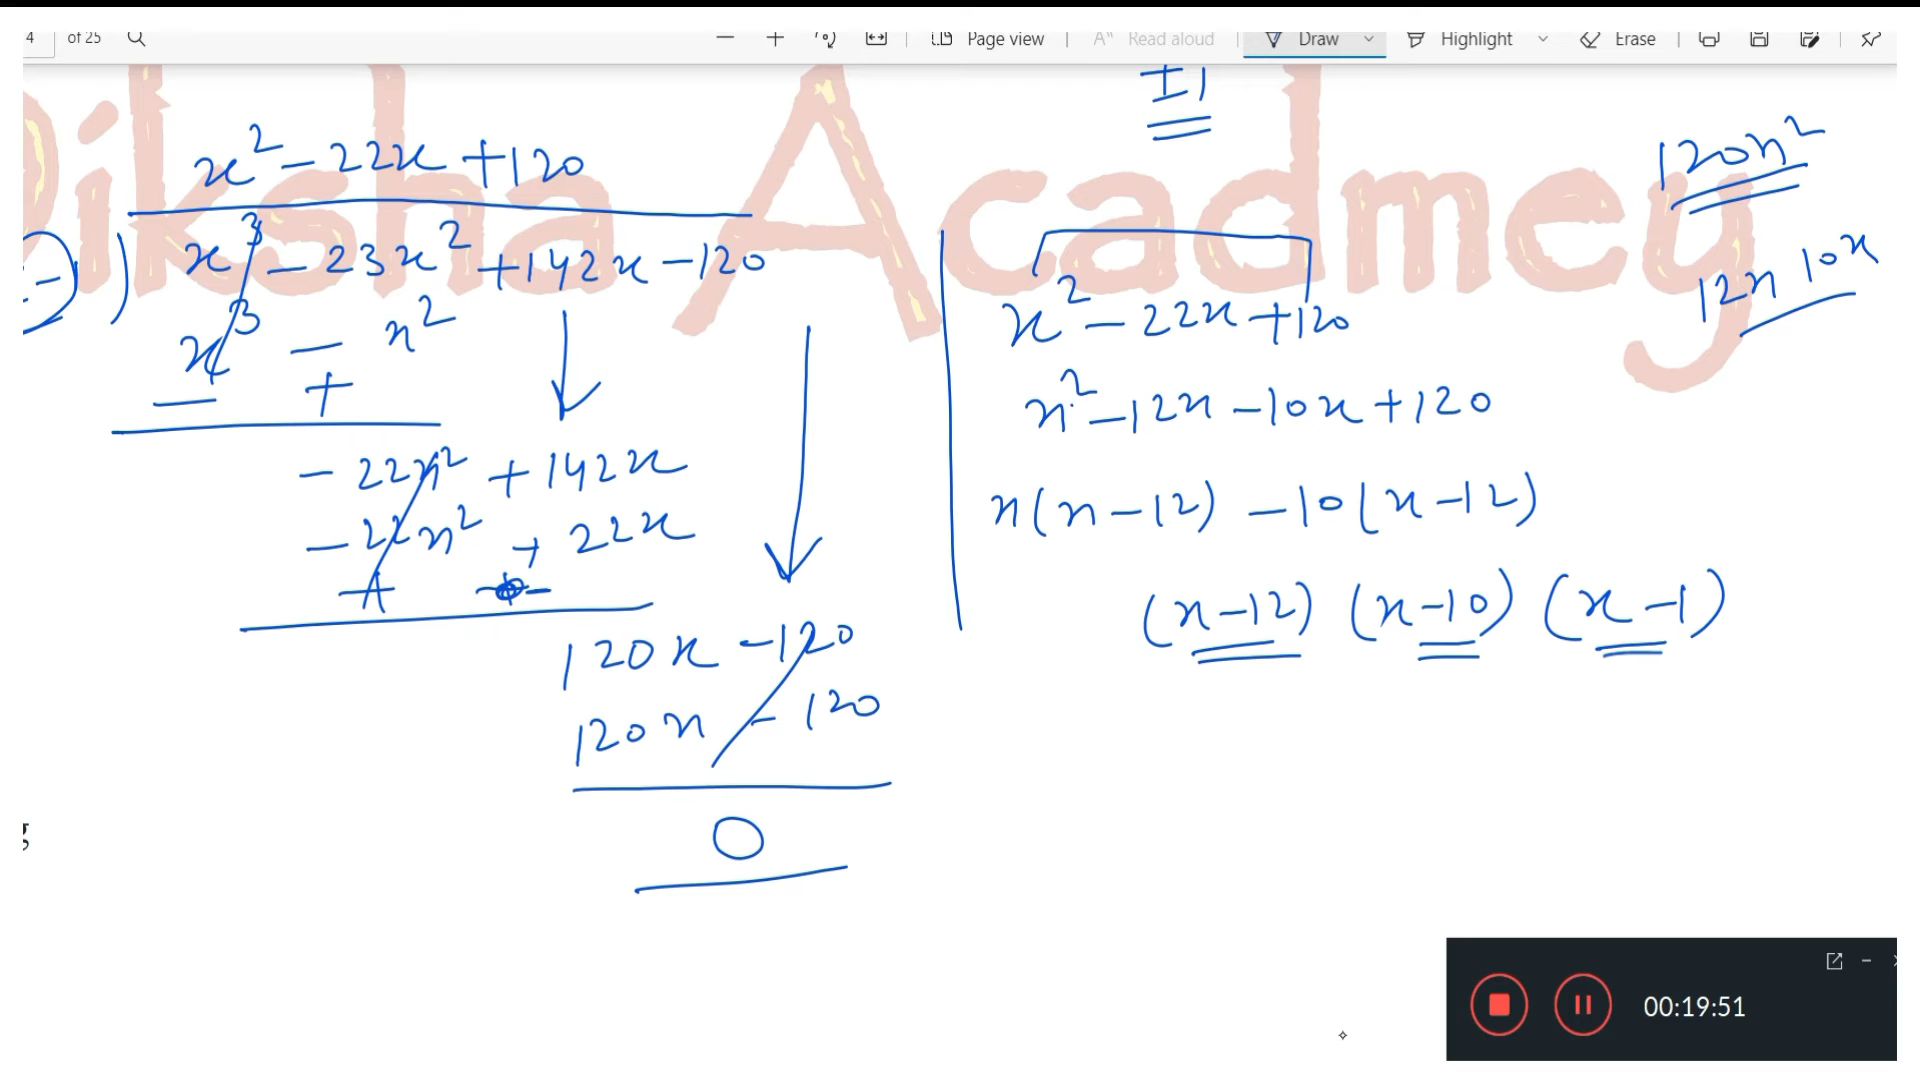 4 of 25 Page view Read aloud Draw Highlight Erase
Diksha Acadmey
±1
x² - 22x + 120
-1) x³ - 23x² + 142x - 120
x³ - x²
- +
- 22x² + 142x
- 22x² + 22x
+ -
120x - 120
120x - 120
0
120x²
12x 10x
x² - 22x + 120
x² - 12x - 10x + 120
x(x - 12) - 10(x - 12)
(x - 12) (x - 10) (x - 1)
00:19:51